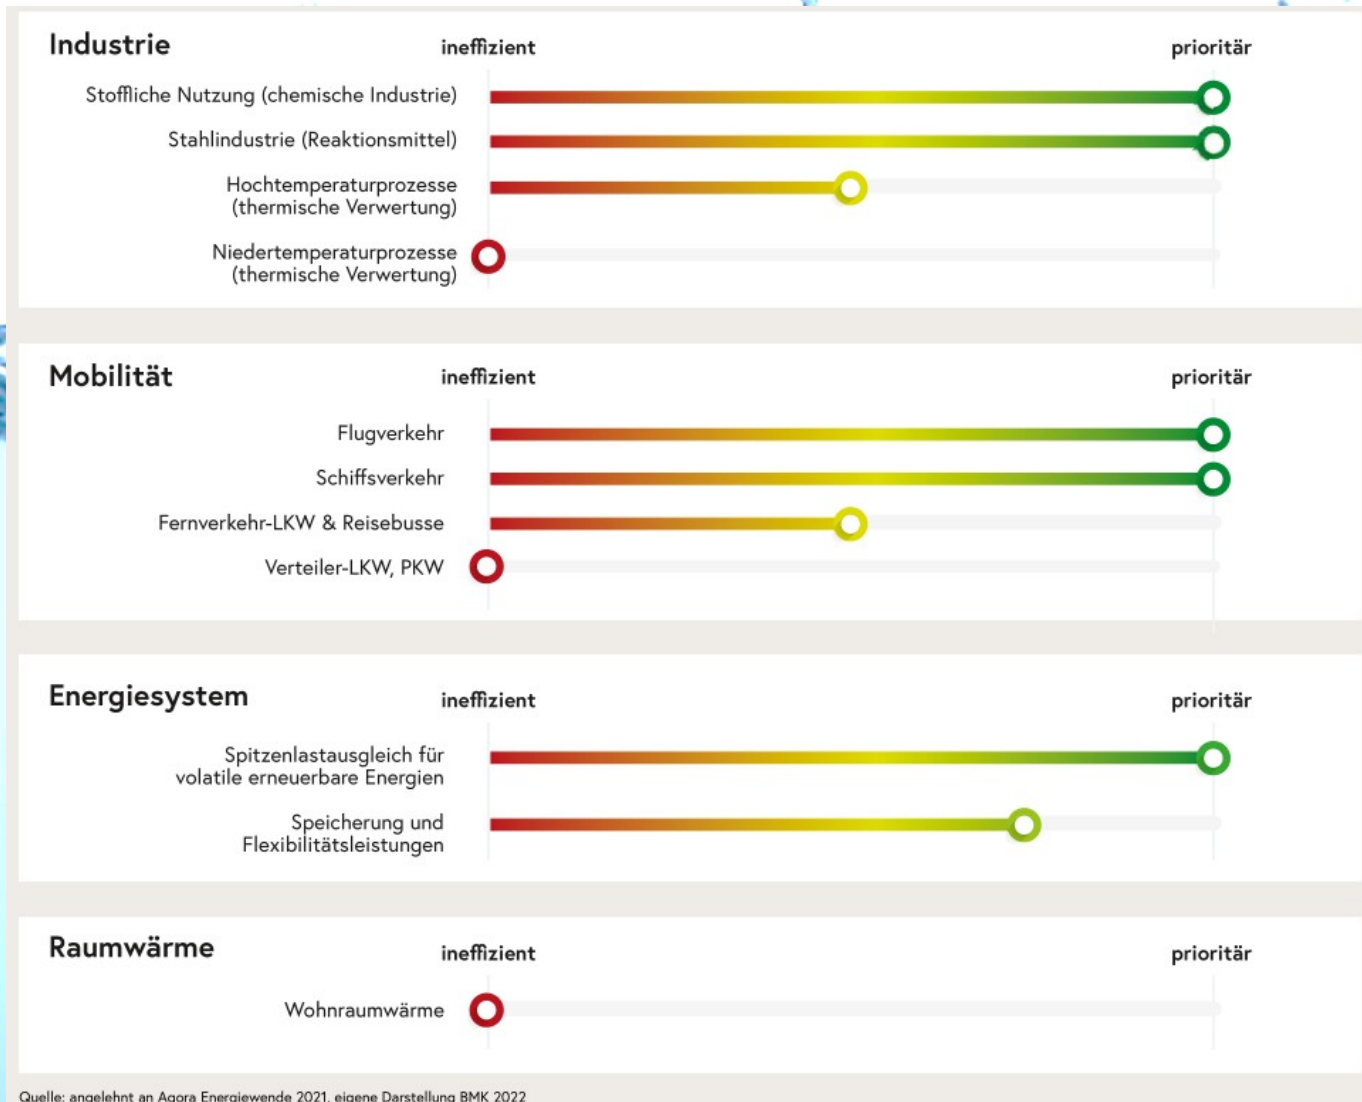 Industrie
ineffizient
prioritär
Stoffliche Nutzung (chemische Industrie)
Stahlindustrie (Reaktionsmittel)
Hochtemperaturprozesse
(thermische Verwertung)
Niedertemperaturprozesse
(thermische Verwertung)
Mobilität
ineffizient
prioritär
Flugverkehr
Schiffsverkehr
Fernverkehr-LKW & Reisebusse
Verteiler-LKW, PKW
Energiesystem
ineffizient
prioritär
Spitzenlastausgleich für
volatile erneuerbare Energien
Speicherung und
Flexibilitätsleistungen
Raumwärme
ineffizient
prioritär
Wohnraumwärme
Quelle: angelehnt an Agora Energiewende 2021, eigene Darstellung BMK 2022